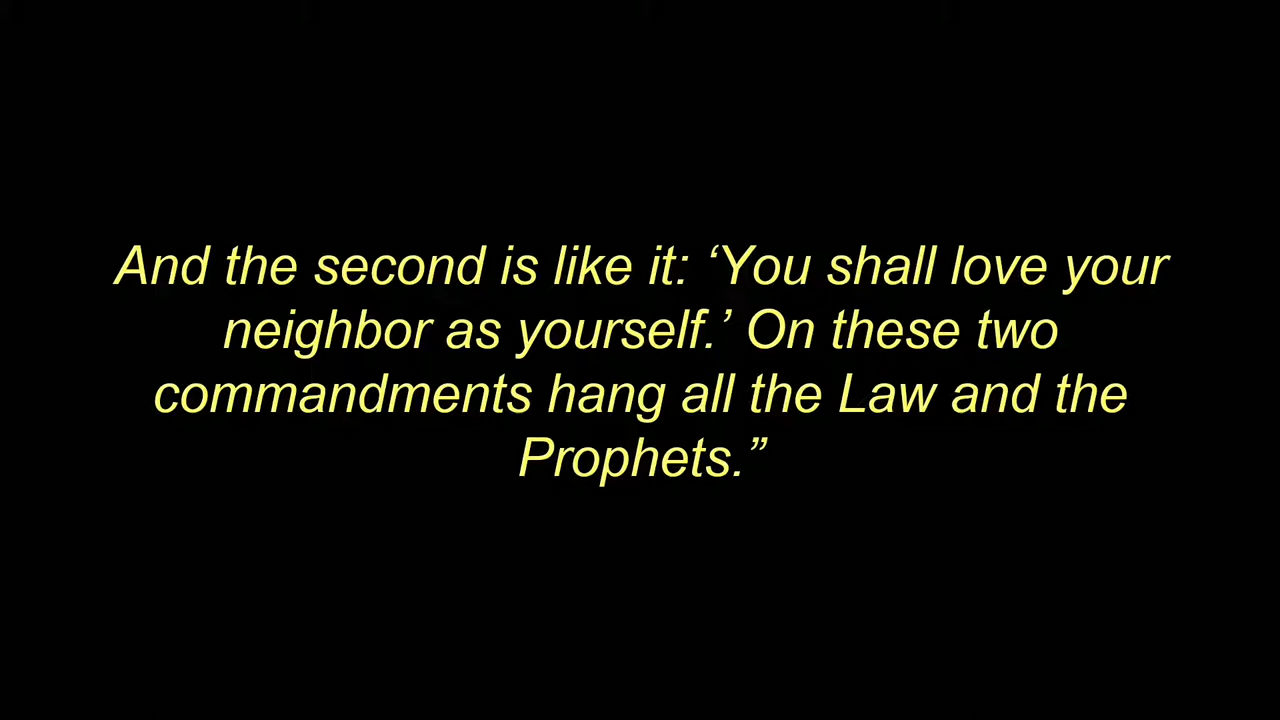 And the second is like it: ‘You shall love your
neighbor as yourself.’ On these two
commandments hang all the Law and the
Prophets.”